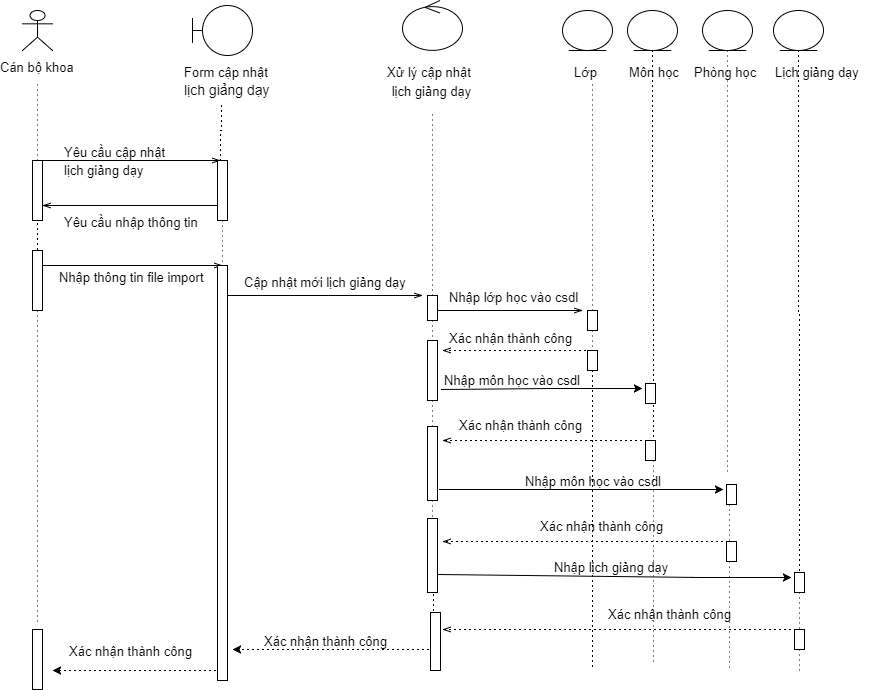 Cán bộ khoa
Form cập nhật
lịch giảng dạy
Xử lý cập nhật
lịch giảng dạy
Lớp
Môn học
Phòng học
Lịch giảng dạy
Yêu cầu cập nhật
lịch giảng dạy
Yêu cầu nhập thông tin
Nhập thông tin file import
Cập nhật mới lịch giảng dạy
Nhập lớp học vào csdl
Xác nhận thành công
Nhập môn học vào csdl
Xác nhận thành công
Nhập môn học vào csdl
Xác nhận thành công
Nhập lịch giảng dạy
Xác nhận thành công
Xác nhận thành công
Xác nhận thành công